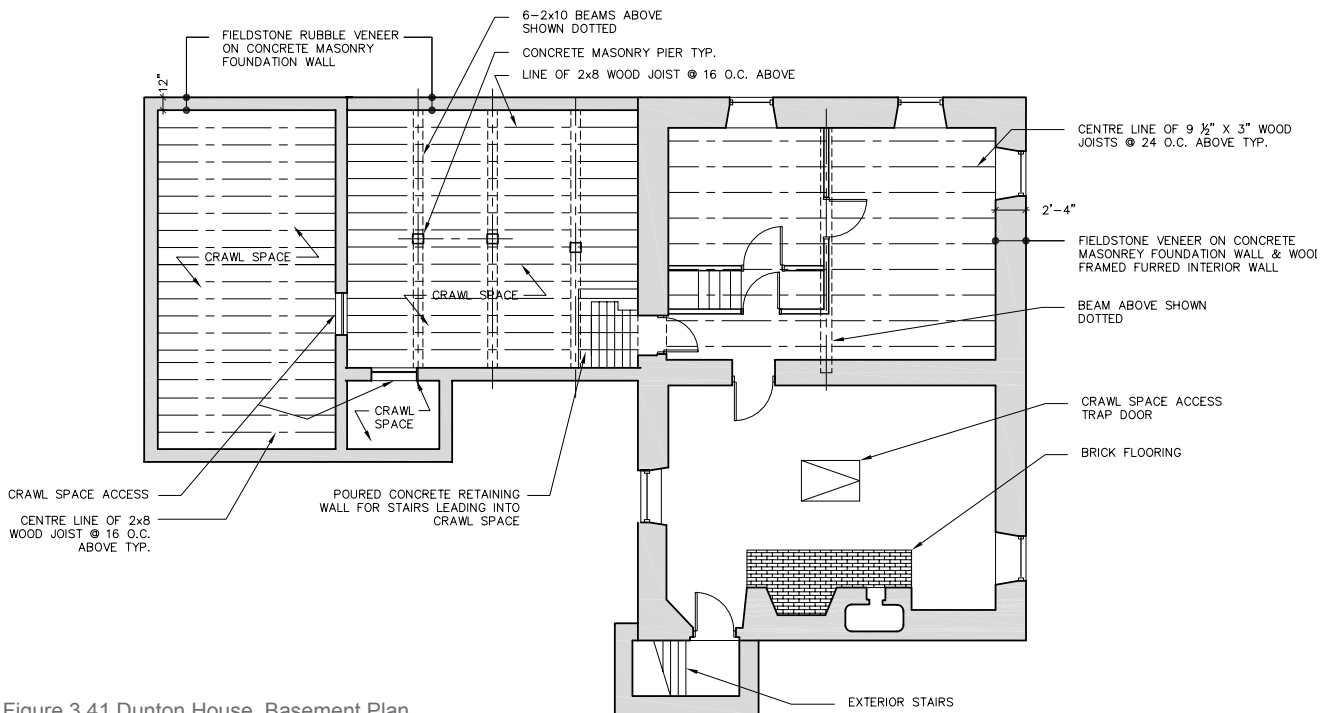 6-2x10 BEAMS ABOVE
SHOWN DOTTED
FIELDSTONE RUBBLE VENEER
ON CONCRETE MASONRY
FOUNDATION WALL
CONCRETE MASONRY PIER TYP.
LINE OF 2x8 WOOD JOIST @ 16 O.C. ABOVE
12"
CENTRE LINE OF 9 ½" X 3" WOOD
JOISTS @ 24 O.C. ABOVE TYP.
2'-4"
FIELDSTONE VENEER ON CONCRETE
MASONREY FOUNDATION WALL & WOOD
FRAMED FURRED INTERIOR WALL
CRAWL SPACE
CRAWL SPACE
BEAM ABOVE SHOWN
DOTTED
CRAWL
SPACE
CRAWL SPACE ACCESS
TRAP DOOR
BRICK FLOORING
CRAWL SPACE ACCESS
POURED CONCRETE RETAINING
WALL FOR STAIRS LEADING INTO
CRAWL SPACE
CENTRE LINE OF 2x8
WOOD JOIST @ 16 O.C.
ABOVE TYP.
EXTERIOR STAIRS
Figure 3.41 Dunton House, Basement Plan